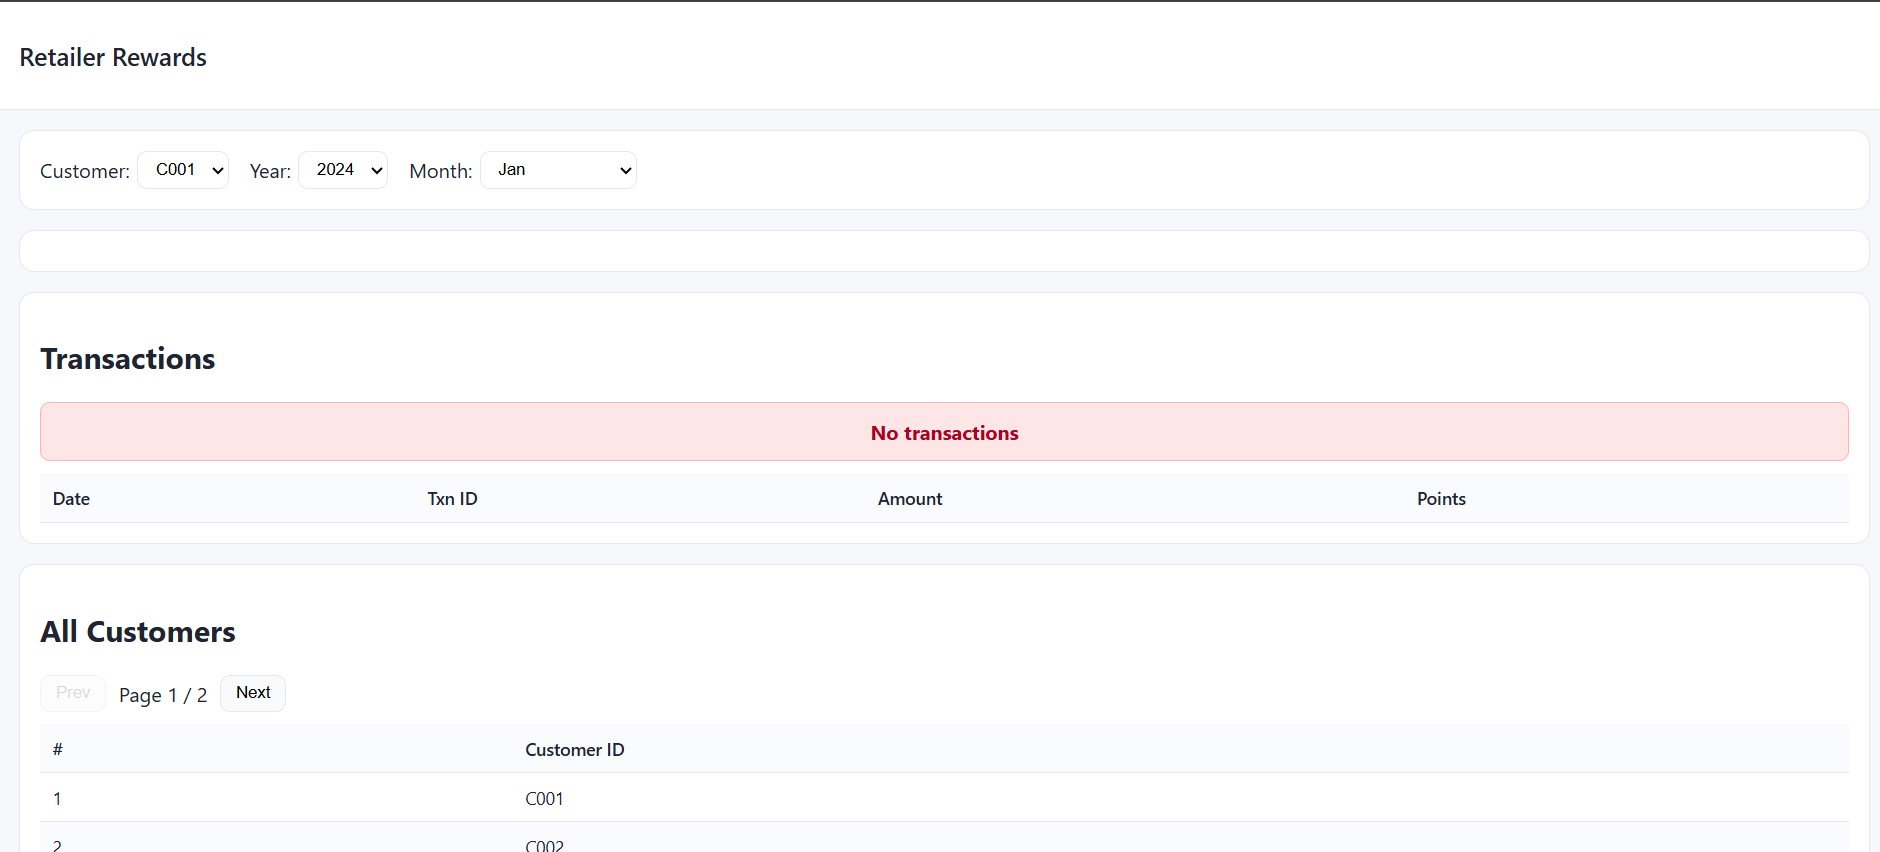 Retailer Rewards
Customer: C001 Year: 2024 Month: Jan
Transactions
No transactions
Date Txn ID Amount Points
All Customers
Prev Page 1 / 2 Next
# Customer ID
1 C001
2 C002